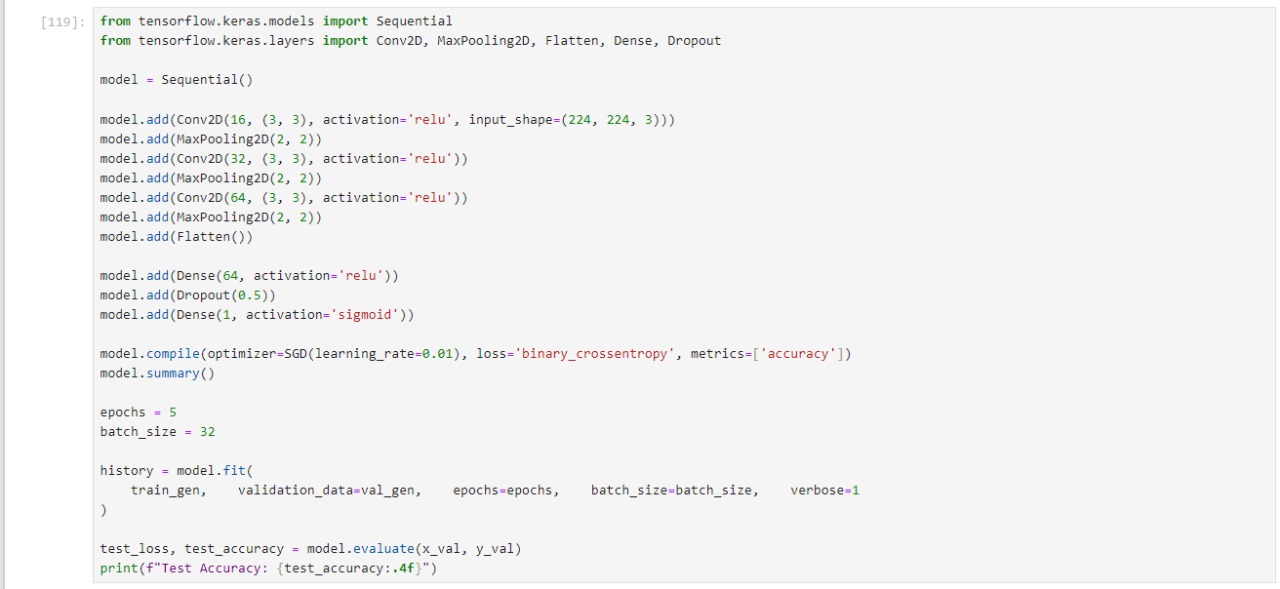 [119]: from tensorflow.keras.models import Sequential
from tensorflow.keras.layers import Conv2D, MaxPooling2D, Flatten, Dense, Dropout

model = Sequential()

model.add(Conv2D(16, (3, 3), activation='relu', input_shape=(224, 224, 3)))
model.add(MaxPooling2D(2, 2))
model.add(Conv2D(32, (3, 3), activation='relu'))
model.add(MaxPooling2D(2, 2))
model.add(Conv2D(64, (3, 3), activation='relu'))
model.add(MaxPooling2D(2, 2))
model.add(Flatten())

model.add(Dense(64, activation='relu'))
model.add(Dropout(0.5))
model.add(Dense(1, activation='sigmoid'))

model.compile(optimizer=SGD(learning_rate=0.01), loss='binary_crossentropy', metrics=['accuracy'])
model.summary()

epochs = 5
batch_size = 32

history = model.fit(
    train_gen,    validation_data=val_gen,    epochs=epochs,    batch_size=batch_size,    verbose=1
)

test_loss, test_accuracy = model.evaluate(x_val, y_val)
print(f"Test Accuracy: {test_accuracy:.4f}")